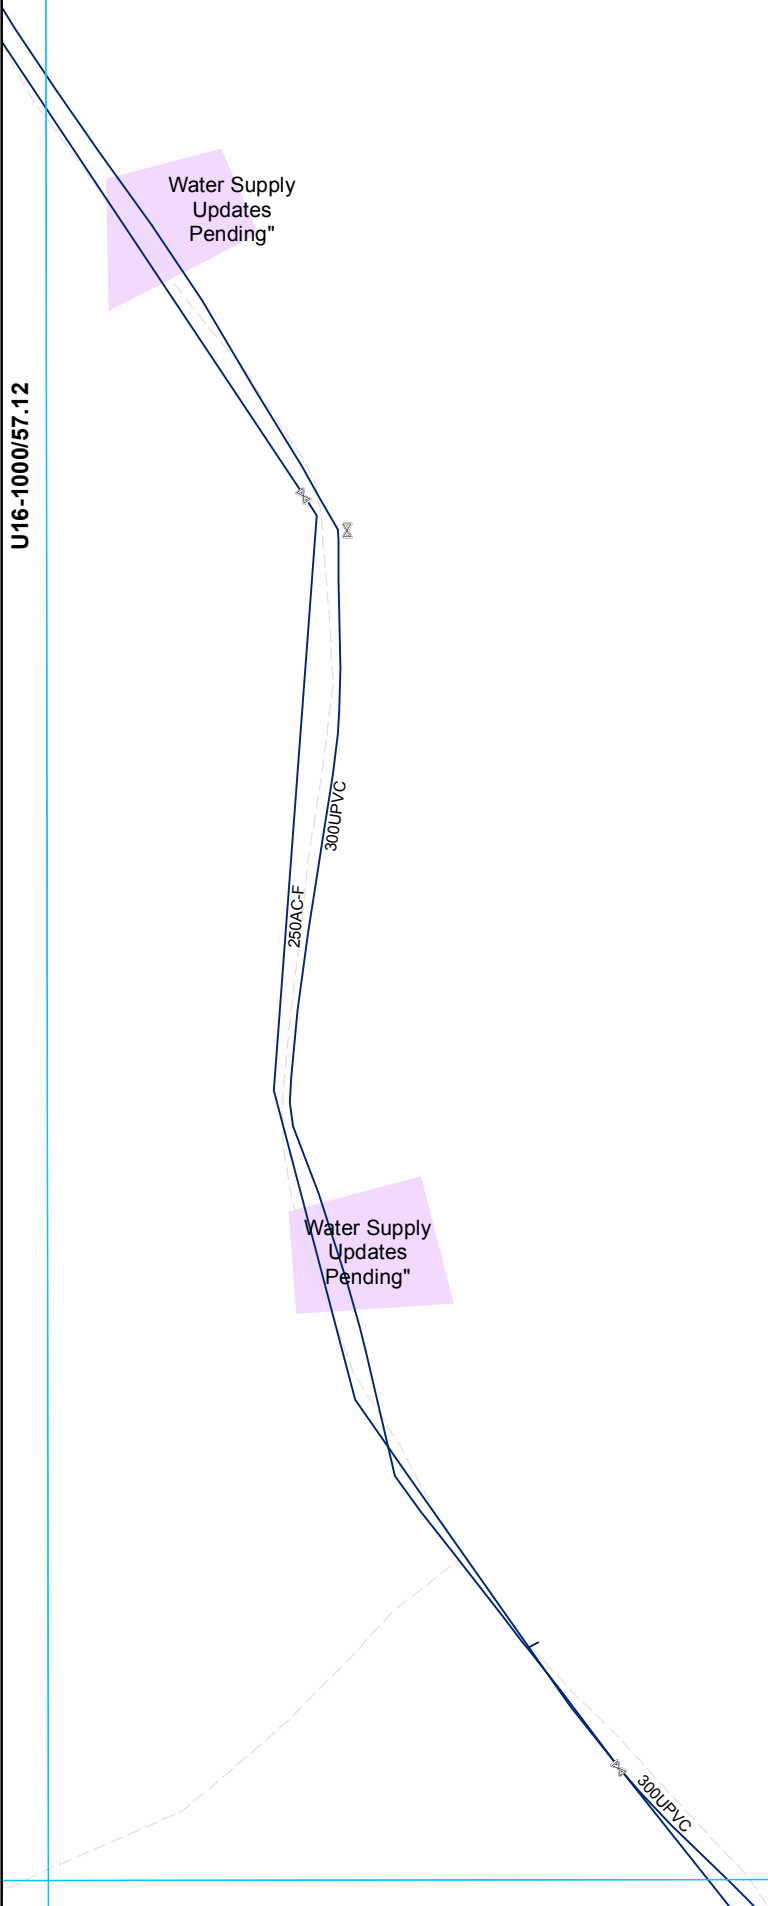 Water Supply
Updates
Pending"
U16-1000/57.12
300UPVC
250AC-F
Water Supply
Updates
Pending"
300UPVC